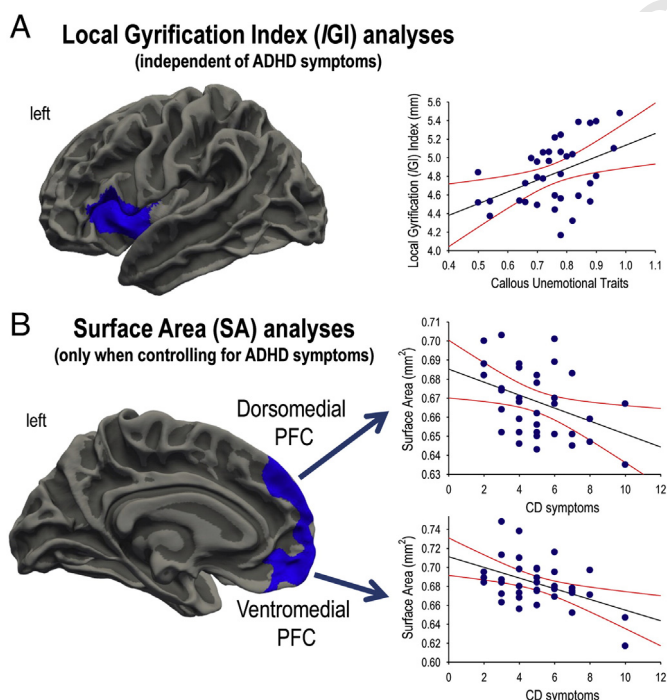 A
Local Gyrification Index (lGI) analyses
(independent of ADHD symptoms)
left
Local Gyrification (lGI) Index (mm)
5.6
5.4
5.2
5.0
4.8
4.6
4.4
4.2
4.0
0.4 0.5 0.6 0.7 0.8 0.9 1.0 1.1
Callous Unemotional Traits
B
Surface Area (SA) analyses
(only when controlling for ADHD symptoms)
left
Dorsomedial
PFC
Surface Area (mm²)
0.71
0.70
0.69
0.68
0.67
0.66
0.65
0.64
0.63
0 2 4 6 8 10 12
CD symptoms
Ventromedial
PFC
Surface Area (mm²)
0.74
0.72
0.70
0.68
0.66
0.64
0.62
0.60
0 2 4 6 8 10 12
CD symptoms